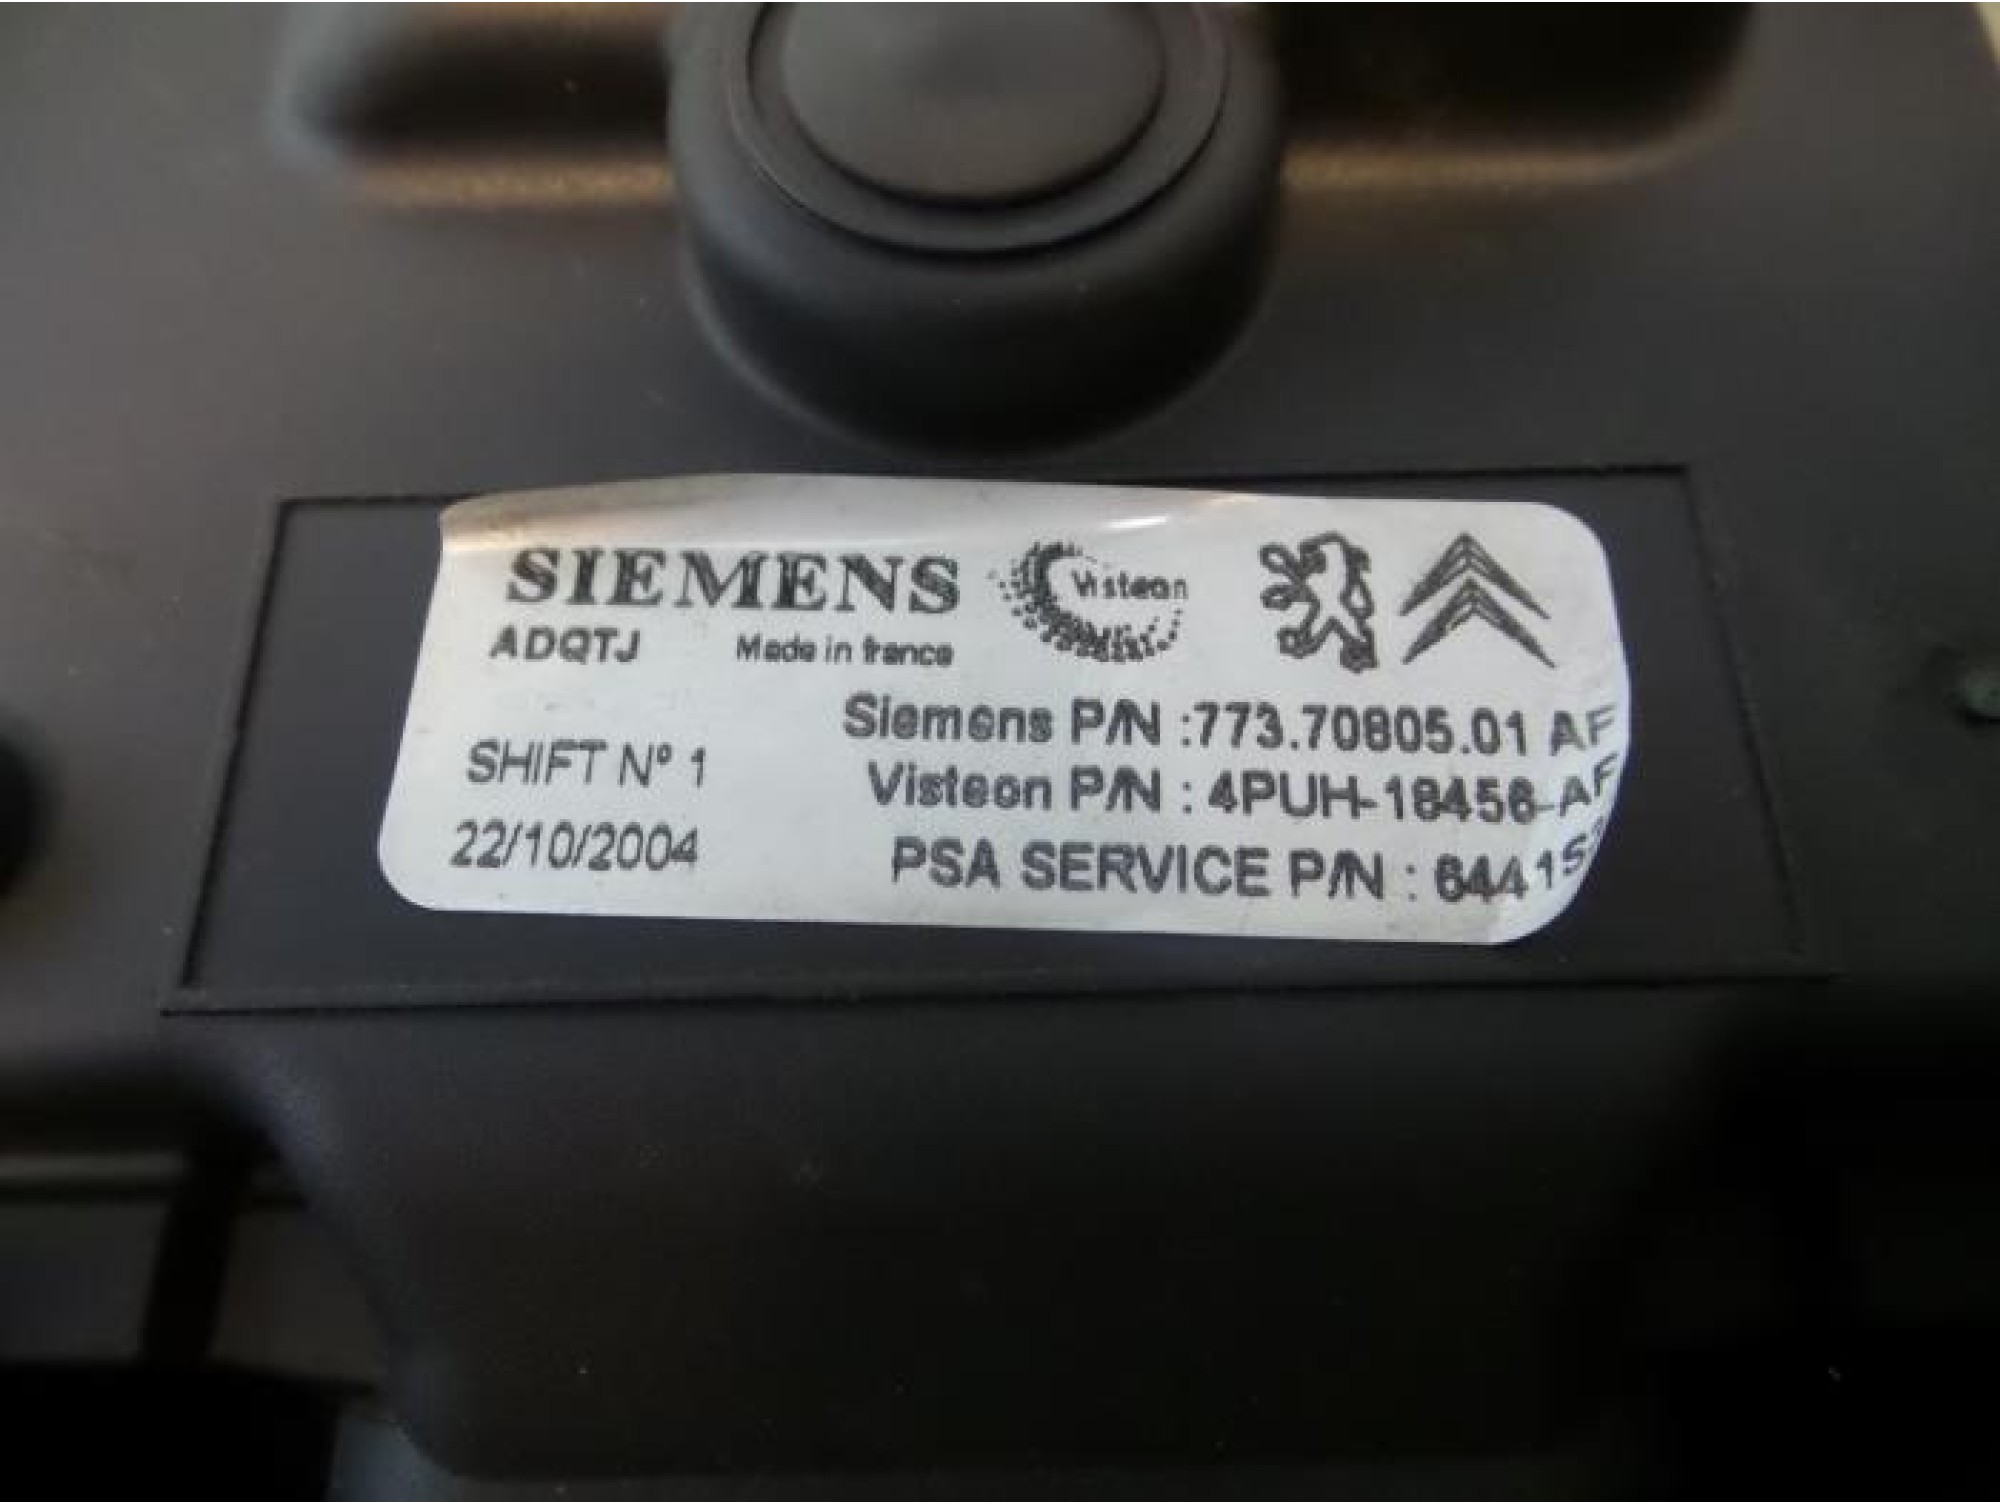 SIEMENS Visteon
ADQTJ Made in france
Siemens P/N :773.70805.01 AF
SHIFT Nº 1
Visteon P/N : 4PUH-18456-AF
22/10/2004
PSA SERVICE P/N :